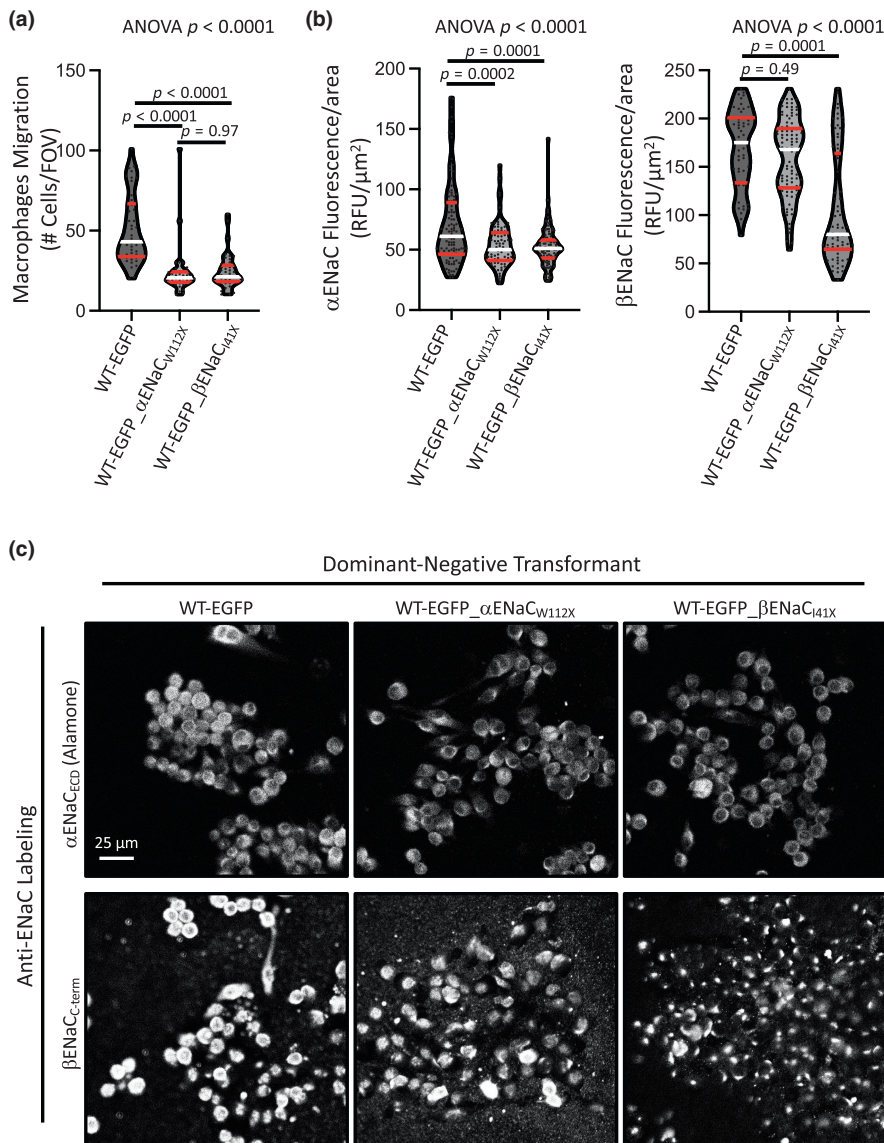 (a)
ANOVA p < 0.0001
Macrophages Migration
(# Cells/FOV)
150
100
50
0
p < 0.0001
p < 0.0001
p = 0.97
WT-EGFP
WT-EGFP_αENaCW112X
WT-EGFP_βENaCI41X
(b)
ANOVA p < 0.0001
αENaC Fluorescence/area
(RFU/µm²)
200
150
100
50
0
p = 0.0001
p = 0.0002
WT-EGFP
WT-EGFP_αENaCW112X
WT-EGFP_βENaCI41X
ANOVA p < 0.0001
βENaC Fluorescence/area
(RFU/µm²)
250
200
150
100
50
0
p = 0.0001
p = 0.49
WT-EGFP
WT-EGFP_αENaCW112X
WT-EGFP_βENaCI41X
(c)
Dominant-Negative Transformant
WT-EGFP
WT-EGFP_αENaCW112X
WT-EGFP_βENaCI41X
Anti-ENaC Labeling
αENaCECD (Alamone)
25 µm
βENaCC-term